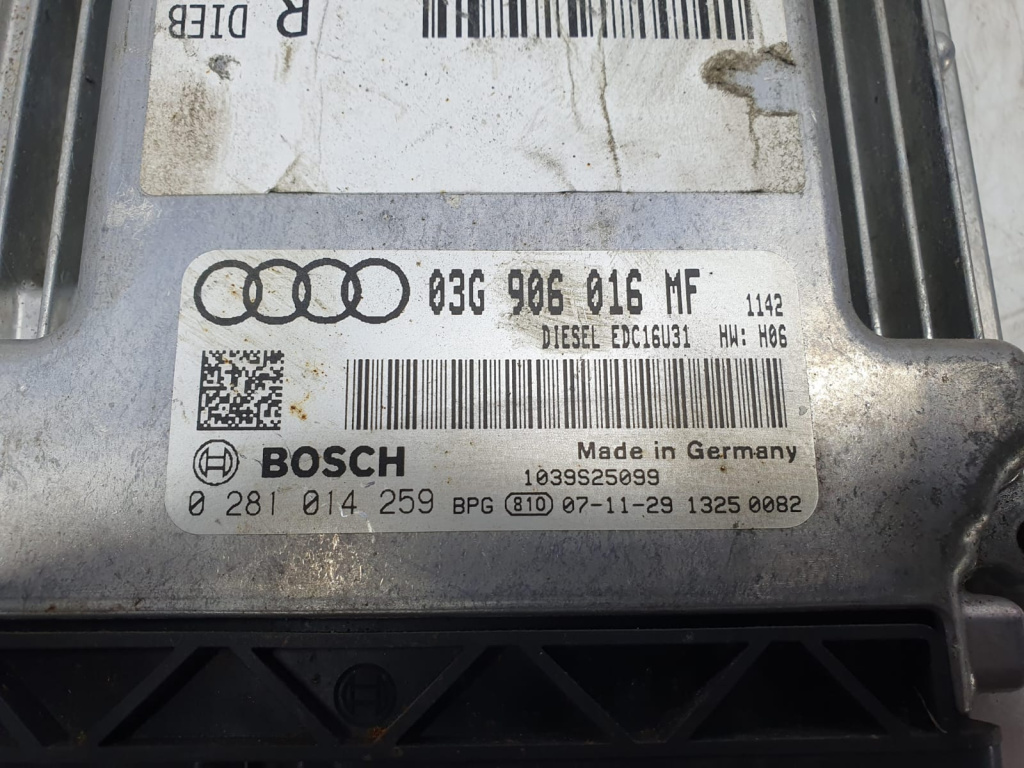 R DIEB
03G 906 016 MF 1142
DIESEL EDC16U31 HW: H06
BOSCH Made in Germany
1039S25099
0 281 014 259 BPG 810 07-11-29 1325 0082